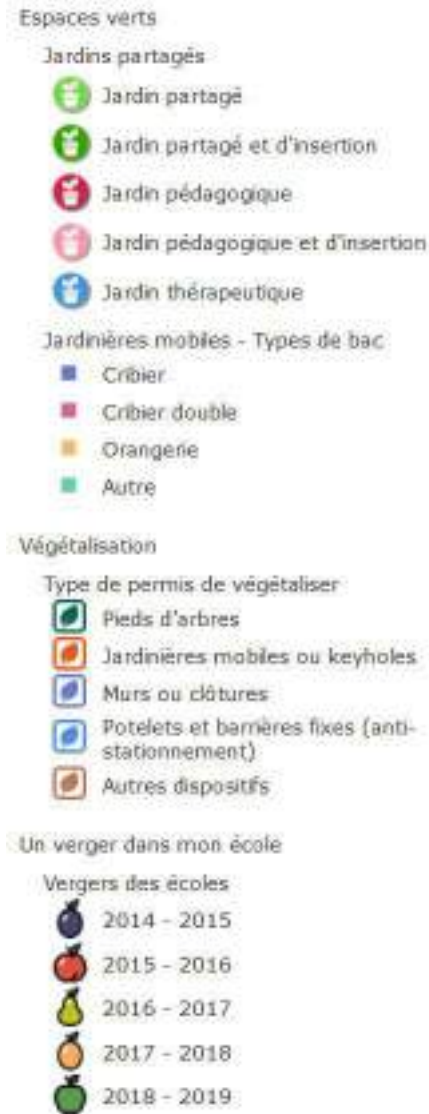 Espaces verts
Jardins partagés
Jardin partagé
Jardin partagé et d'insertion
Jardin pédagogique
Jardin pédagogique et d'insertion
Jardin thérapeutique
Jardinières mobiles - Types de bac
Cribier
Cribier double
Orangerie
Autre
Végétalisation
Type de permis de végétaliser
Pieds d'arbres
Jardinières mobiles ou keyholes
Murs ou clôtures
Potelets et barrières fixes (anti-
stationnement)
Autres dispositifs
Un verger dans mon école
Vergers des écoles
2014 - 2015
2015 - 2016
2016 - 2017
2017 - 2018
2018 - 2019